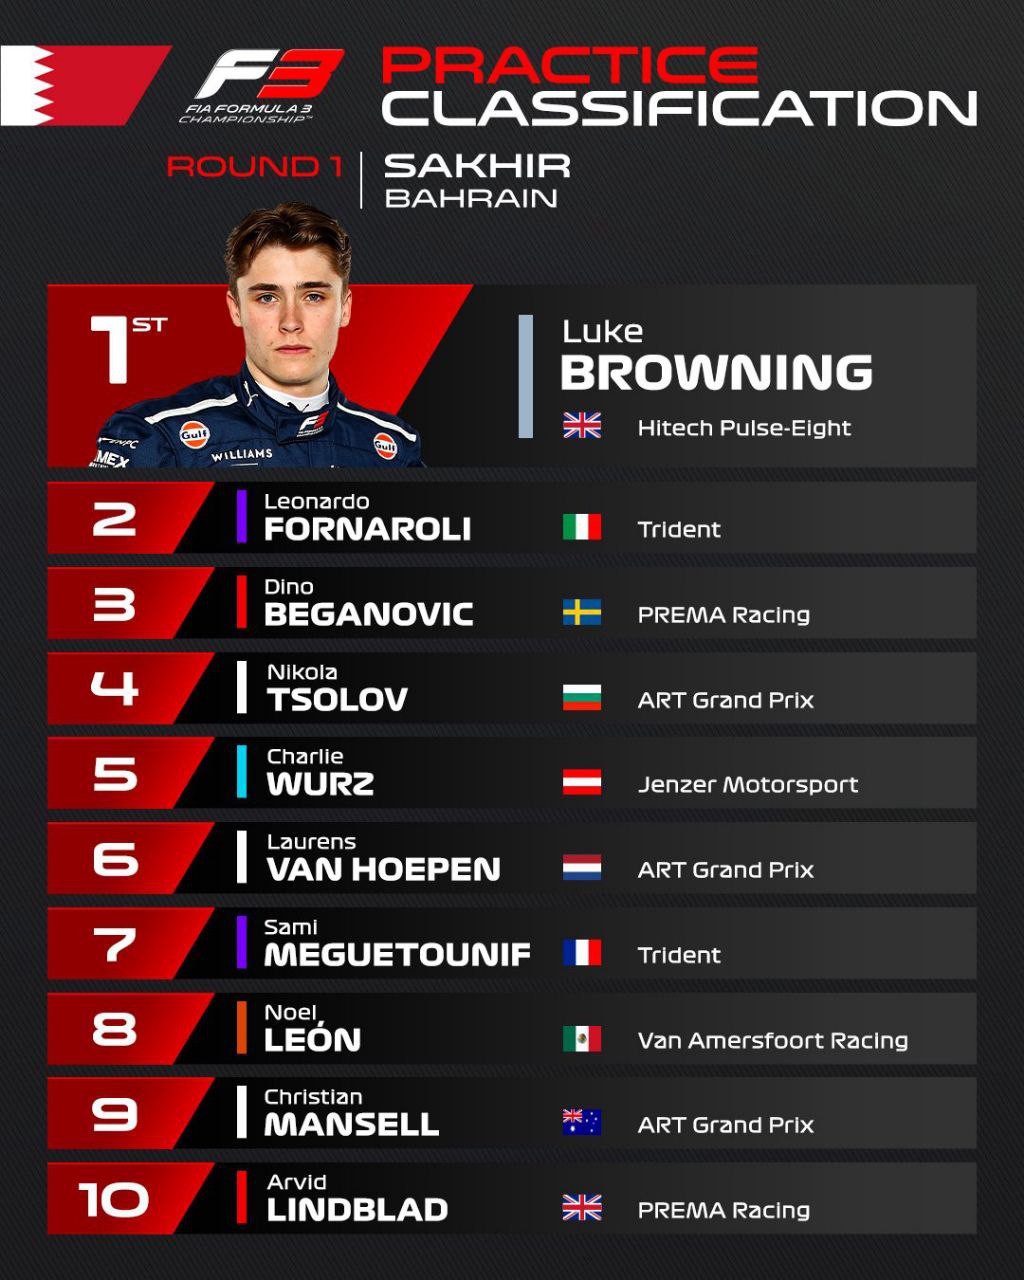 F3
FIA FORMULA 3
CHAMPIONSHIP™
PRACTICE
CLASSIFICATION
ROUND 1
SAKHIR
BAHRAIN
1ST
Luke
BROWNING
Hitech Pulse-Eight
Gulf
WILLIAMS
F3
Gulf
2
Leonardo
FORNAROLI
Trident
3
Dino
BEGANOVIC
PREMA Racing
4
Nikola
TSOLOV
ART Grand Prix
5
Charlie
WURZ
Jenzer Motorsport
6
Laurens
VAN HOEPEN
ART Grand Prix
7
Sami
MEGUETOUNIF
Trident
8
Noel
LEÓN
Van Amersfoort Racing
9
Christian
MANSELL
ART Grand Prix
10
Arvid
LINDBLAD
PREMA Racing